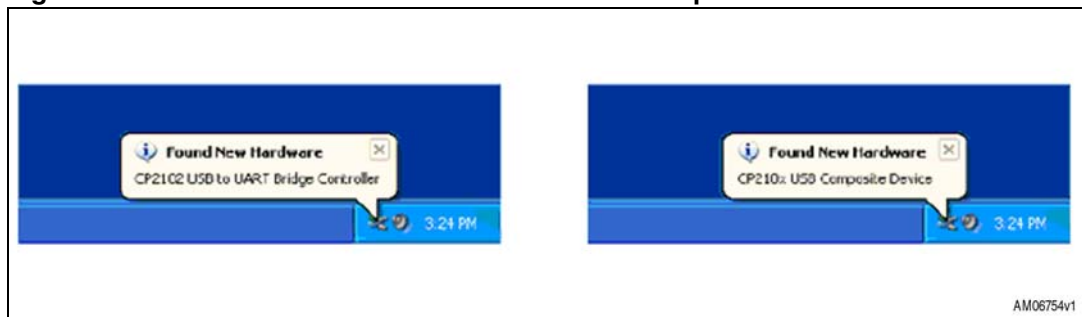 Found New Hardware
CP2102 USB to UART Bridge Controller
3:24 PM
Found New Hardware
CP210x USB Composite Device
3:24 PM
AM06754v1